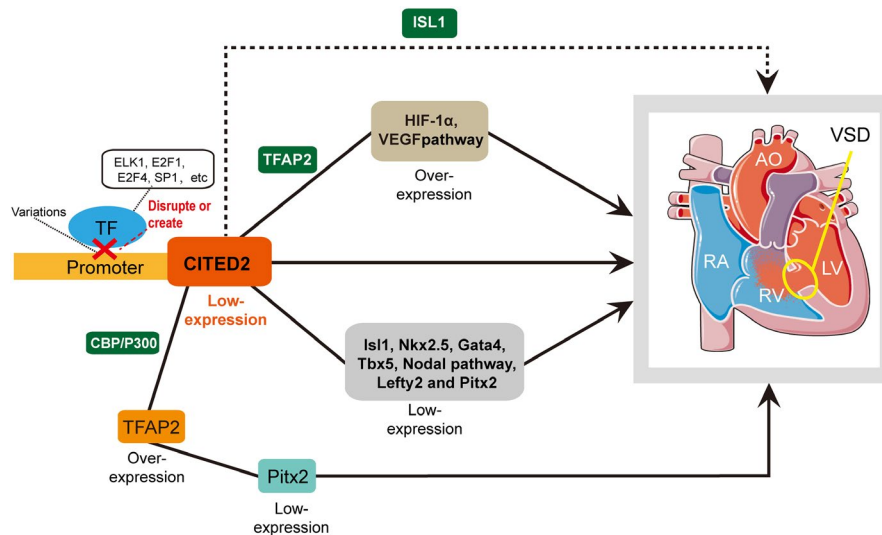 ISL1
HIF-1α,
VEGFpathway
TFAP2
Over-
expression
ELK1, E2F1,
E2F4, SP1, etc
Variations
TF
Disrupte or
create
Promoter
CITED2
Low-
expression
CBP/P300
Isl1, Nkx2.5, Gata4,
Tbx5, Nodal pathway,
Lefty2 and Pitx2
Low-
expression
TFAP2
Over-
expression
Pitx2
Low-
expression
VSD
AO
RA
LV
RV